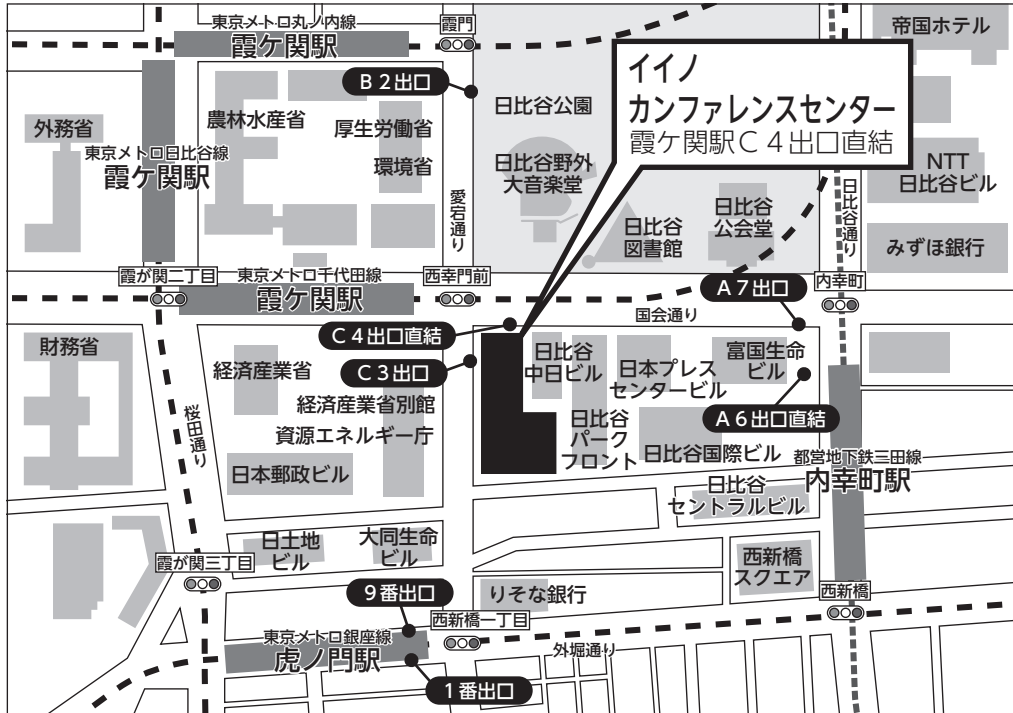 東京メトロ丸ノ内線
霞ケ関駅
霞門
帝国ホテル
B2出口
イイノ
カンファレンスセンター
霞ケ関駅C4出口直結
外務省
農林水産省
厚生労働省
環境省
日比谷公園
東京メトロ日比谷線
霞ケ関駅
日比谷野外
大音楽堂
NTT
日比谷ビル
愛宕通り
日比谷
図書館
日比谷
公会堂
日比谷通り
みずほ銀行
霞が関二丁目
東京メトロ千代田線
霞ケ関駅
西幸門前
A7出口
内幸町
国会通り
C4出口直結
財務省
経済産業省
C3出口
日比谷
中日ビル
日本プレス
センタービル
富国生命
ビル
経済産業省別館
資源エネルギー庁
桜田通り
A6出口直結
日比谷
パーク
フロント
日比谷国際ビル
日本郵政ビル
都営地下鉄三田線
内幸町駅
日比谷
セントラルビル
日土地
ビル
大同生命
ビル
霞が関三丁目
西新橋
スクエア
9番出口
りそな銀行
西新橋
西新橋一丁目
東京メトロ銀座線
虎ノ門駅
外堀通り
1番出口